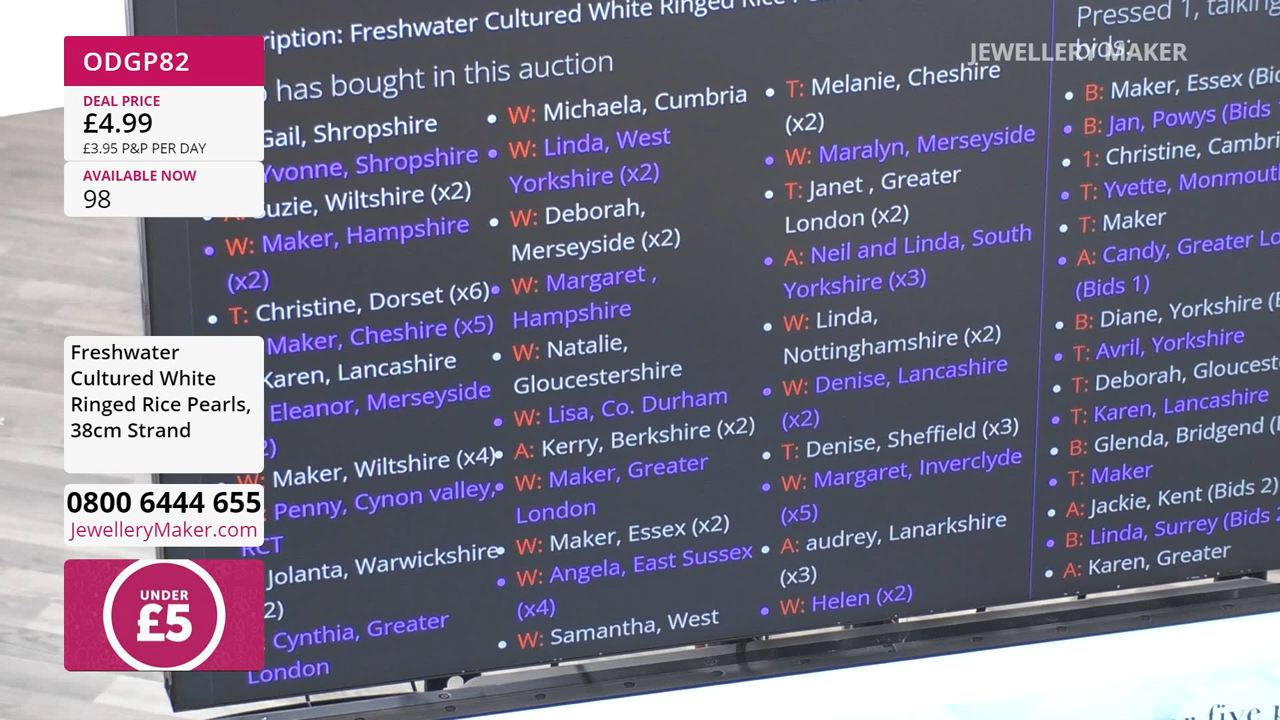 ODGP82
DEAL PRICE
£4.99
£3.95 P&P PER DAY
AVAILABLE NOW
98
Freshwater
Cultured White
Ringed Rice Pearls,
38cm Strand
0800 6444 655
JewelleryMaker.com
UNDER
£5
JEWELLERY MAKER
ription: Freshwater Cultured White Ringed Rice
has bought in this auction
Gail, Shropshire
Yvonne, Shropshire
Suzie, Wiltshire (x2)
W: Maker, Hampshire
(x2)
T: Christine, Dorset (x6)
Maker, Cheshire (x5)
Karen, Lancashire
Eleanor, Merseyside
2)
W: Maker, Wiltshire (x4)
Penny, Cynon valley,
RCT
Jolanta, Warwickshire
2)
Cynthia, Greater
London
W: Michaela, Cumbria
W: Linda, West
Yorkshire (x2)
W: Deborah,
Merseyside (x2)
W: Margaret ,
Hampshire
W: Natalie,
Gloucestershire
W: Lisa, Co. Durham
A: Kerry, Berkshire (x2)
W: Maker, Greater
London
W: Maker, Essex (x2)
W: Angela, East Sussex
(x4)
W: Samantha, West
T: Melanie, Cheshire
(x2)
W: Maralyn, Merseyside
T: Janet , Greater
London (x2)
A: Neil and Linda, South
Yorkshire (x3)
W: Linda,
Nottinghamshire (x2)
W: Denise, Lancashire
(x2)
T: Denise, Sheffield (x3)
W: Margaret, Inverclyde
(x5)
A: audrey, Lanarkshire
(x3)
W: Helen (x2)
Pressed 1, talking
bids:
B: Maker, Essex (Bid
B: Jan, Powys (Bids
1: Christine, Cambri
T: Yvette, Monmout
T: Maker
A: Candy, Greater Lo
(Bids 1)
B: Diane, Yorkshire (
T: Avril, Yorkshire
T: Deborah, Gloucest
T: Karen, Lancashire
B: Glenda, Bridgend (
T: Maker
A: Jackie, Kent (Bids 2)
B: Linda, Surrey (Bids
A: Karen, Greater
five